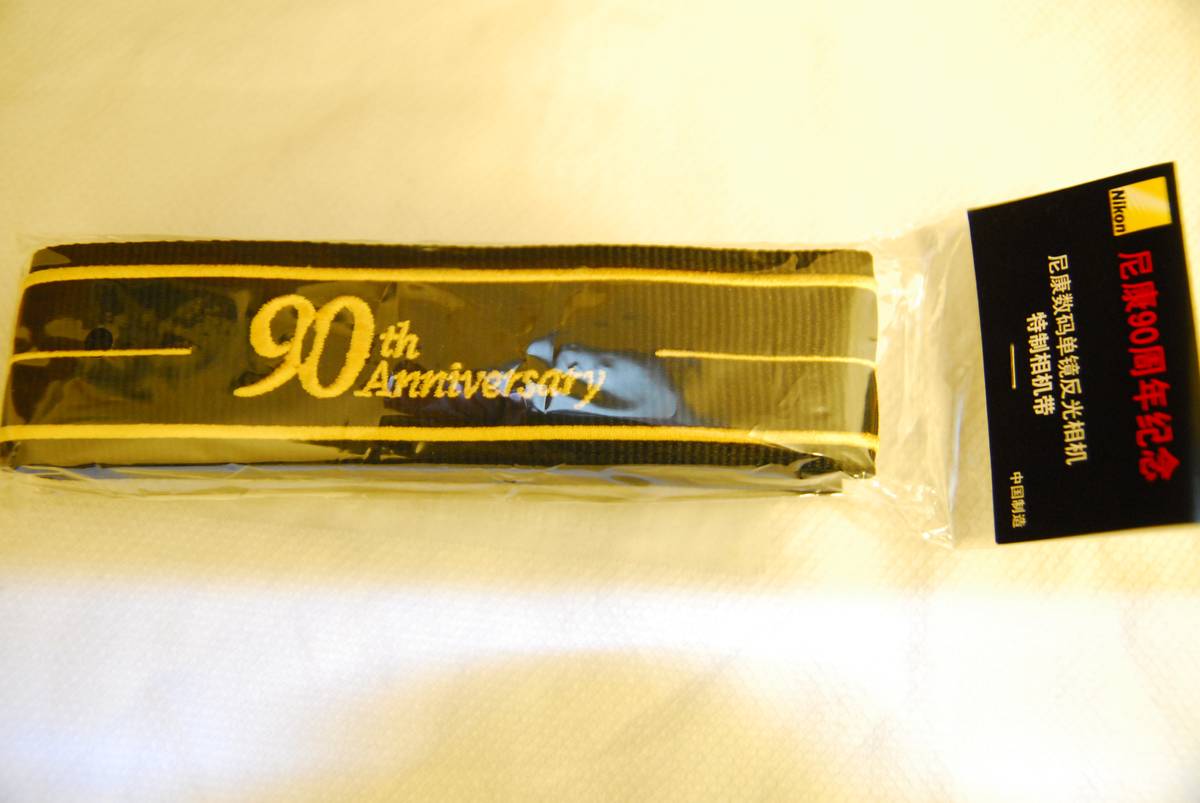 90th
Anniversary
Nikon
尼康90周年纪念
尼康数码单镜反光相机
特制相机带
中国制造